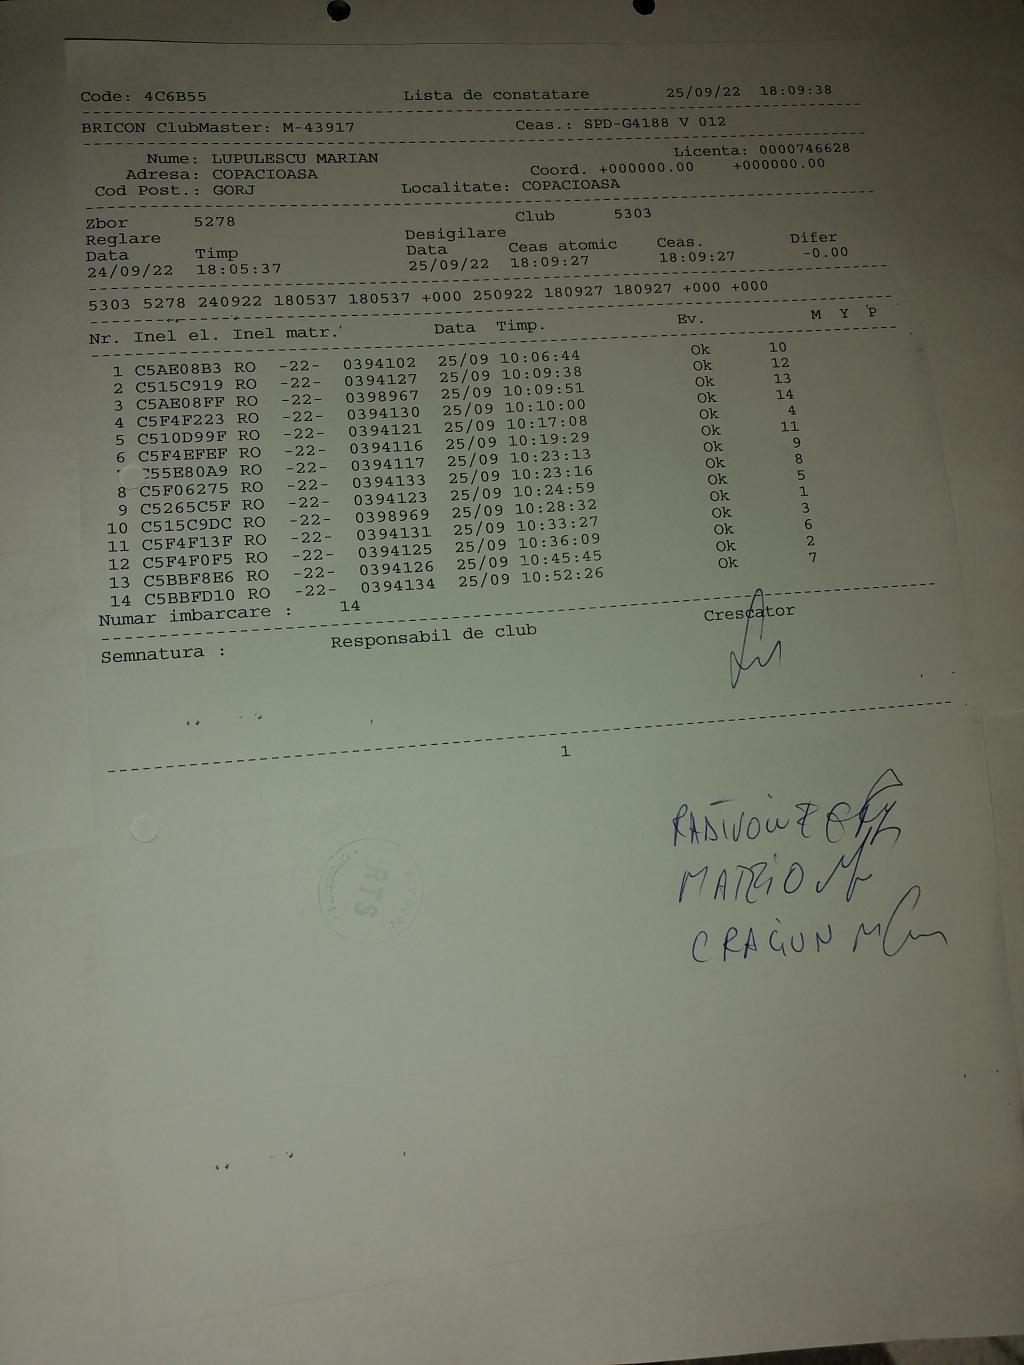 Code: 4C6B55 Lista de constatare 25/09/22 18:09:38
BRICON ClubMaster: M-43917 Ceas.: SPD-G4188 V 012
Nume: LUPULESCU MARIAN Licenta: 0000746628
Adresa: COPACIOASA Coord. +000000.00 +000000.00
Cod Post.: GORJ Localitate: COPACIOASA
Zbor 5278 Club 5303
Reglare Desigilare
Data Timp Data Ceas atomic Ceas. Difer
24/09/22 18:05:37 25/09/22 18:09:27 18:09:27 -0.00
5303 5278 240922 180537 180537 +000 250922 180927 180927 +000 +000
Nr. Inel el. Inel matr. Data Timp. Ev. M Y P
1 C5AE08B3 RO -22- 0394102 25/09 10:06:44 Ok 10
2 C515C919 RO -22- 0394127 25/09 10:09:38 Ok 12
3 C5AE08FF RO -22- 0398967 25/09 10:09:51 Ok 13
4 C5F4F223 RO -22- 0394130 25/09 10:10:00 Ok 14
5 C510D99F RO -22- 0394121 25/09 10:17:08 Ok 4
6 C5F4EFEF RO -22- 0394116 25/09 10:19:29 Ok 11
C55E80A9 RO -22- 0394117 25/09 10:23:13 Ok 9
8 C5F06275 RO -22- 0394133 25/09 10:23:16 Ok 8
9 C5265C5F RO -22- 0394123 25/09 10:24:59 Ok 5
10 C515C9DC RO -22- 0398969 25/09 10:28:32 Ok 1
11 C5F4F13F RO -22- 0394131 25/09 10:33:27 Ok 3
12 C5F4F0F5 RO -22- 0394125 25/09 10:36:09 Ok 6
13 C5BBF8E6 RO -22- 0394126 25/09 10:45:45 Ok 2
14 C5BBFD10 RO -22- 0394134 25/09 10:52:26 Ok 7
Numar imbarcare : 14
Semnatura : Responsabil de club Crescator
1
MATEIO
CRACIUN M
RTS